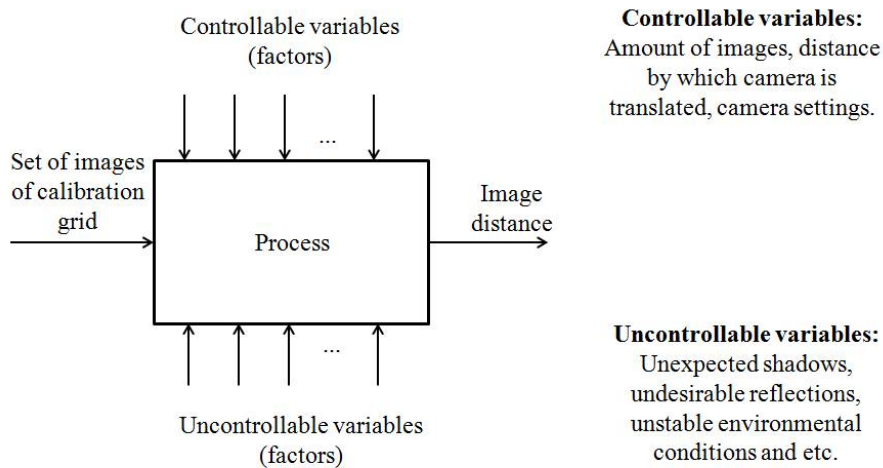 Controllable variables
(factors)
Controllable variables:
Amount of images, distance
by which camera is
translated, camera settings.
...
Set of images
of calibration
grid
Process
Image
distance
...
Uncontrollable variables
(factors)
Uncontrollable variables:
Unexpected shadows,
undesirable reflections,
unstable environmental
conditions and etc.